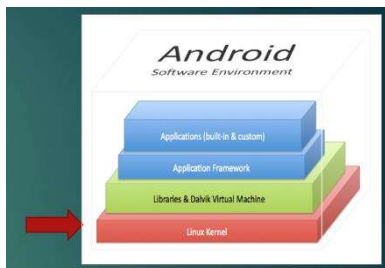 Android
Software Environment
Applications (built-in & custom)
Application Framework
Libraries & Dalvik Virtual Machine
Linux Kernel